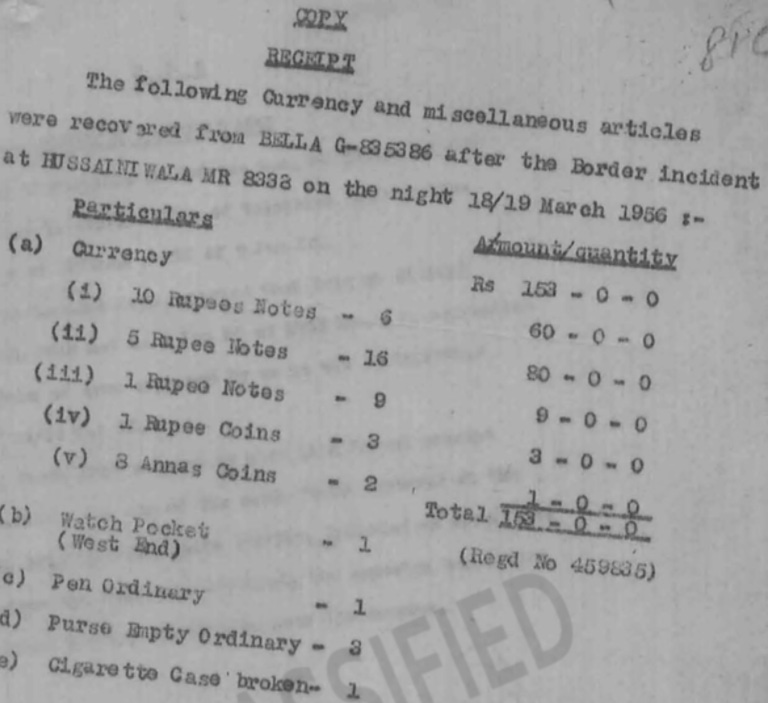 COPY
RECEIPT
The following Currency and miscellaneous articles
were recovered from BELLA G-835386 after the Border incident
at HUSSAINIWALA MR 8338 on the night 18/19 March 1956 :-
Particulars Ammount/quantity
(a) Currency Rs 153 - 0 - 0
(i) 10 Rupees Notes - 6 60 - 0 - 0
(ii) 5 Rupee Notes - 16 80 - 0 - 0
(iii) 1 Rupee Notes - 9 9 - 0 - 0
(iv) 1 Rupee Coins - 3 3 - 0 - 0
(v) 8 Annas Coins - 2 1 - 0 - 0
Total 153 - 0 - 0
(b) Watch Pocket - 1 (Regd No 459835)
(West End)
c) Pen Ordinary - 1
d) Purse Empty Ordinary - 3
e) Cigarette Case broken- 1
ASSIFIED